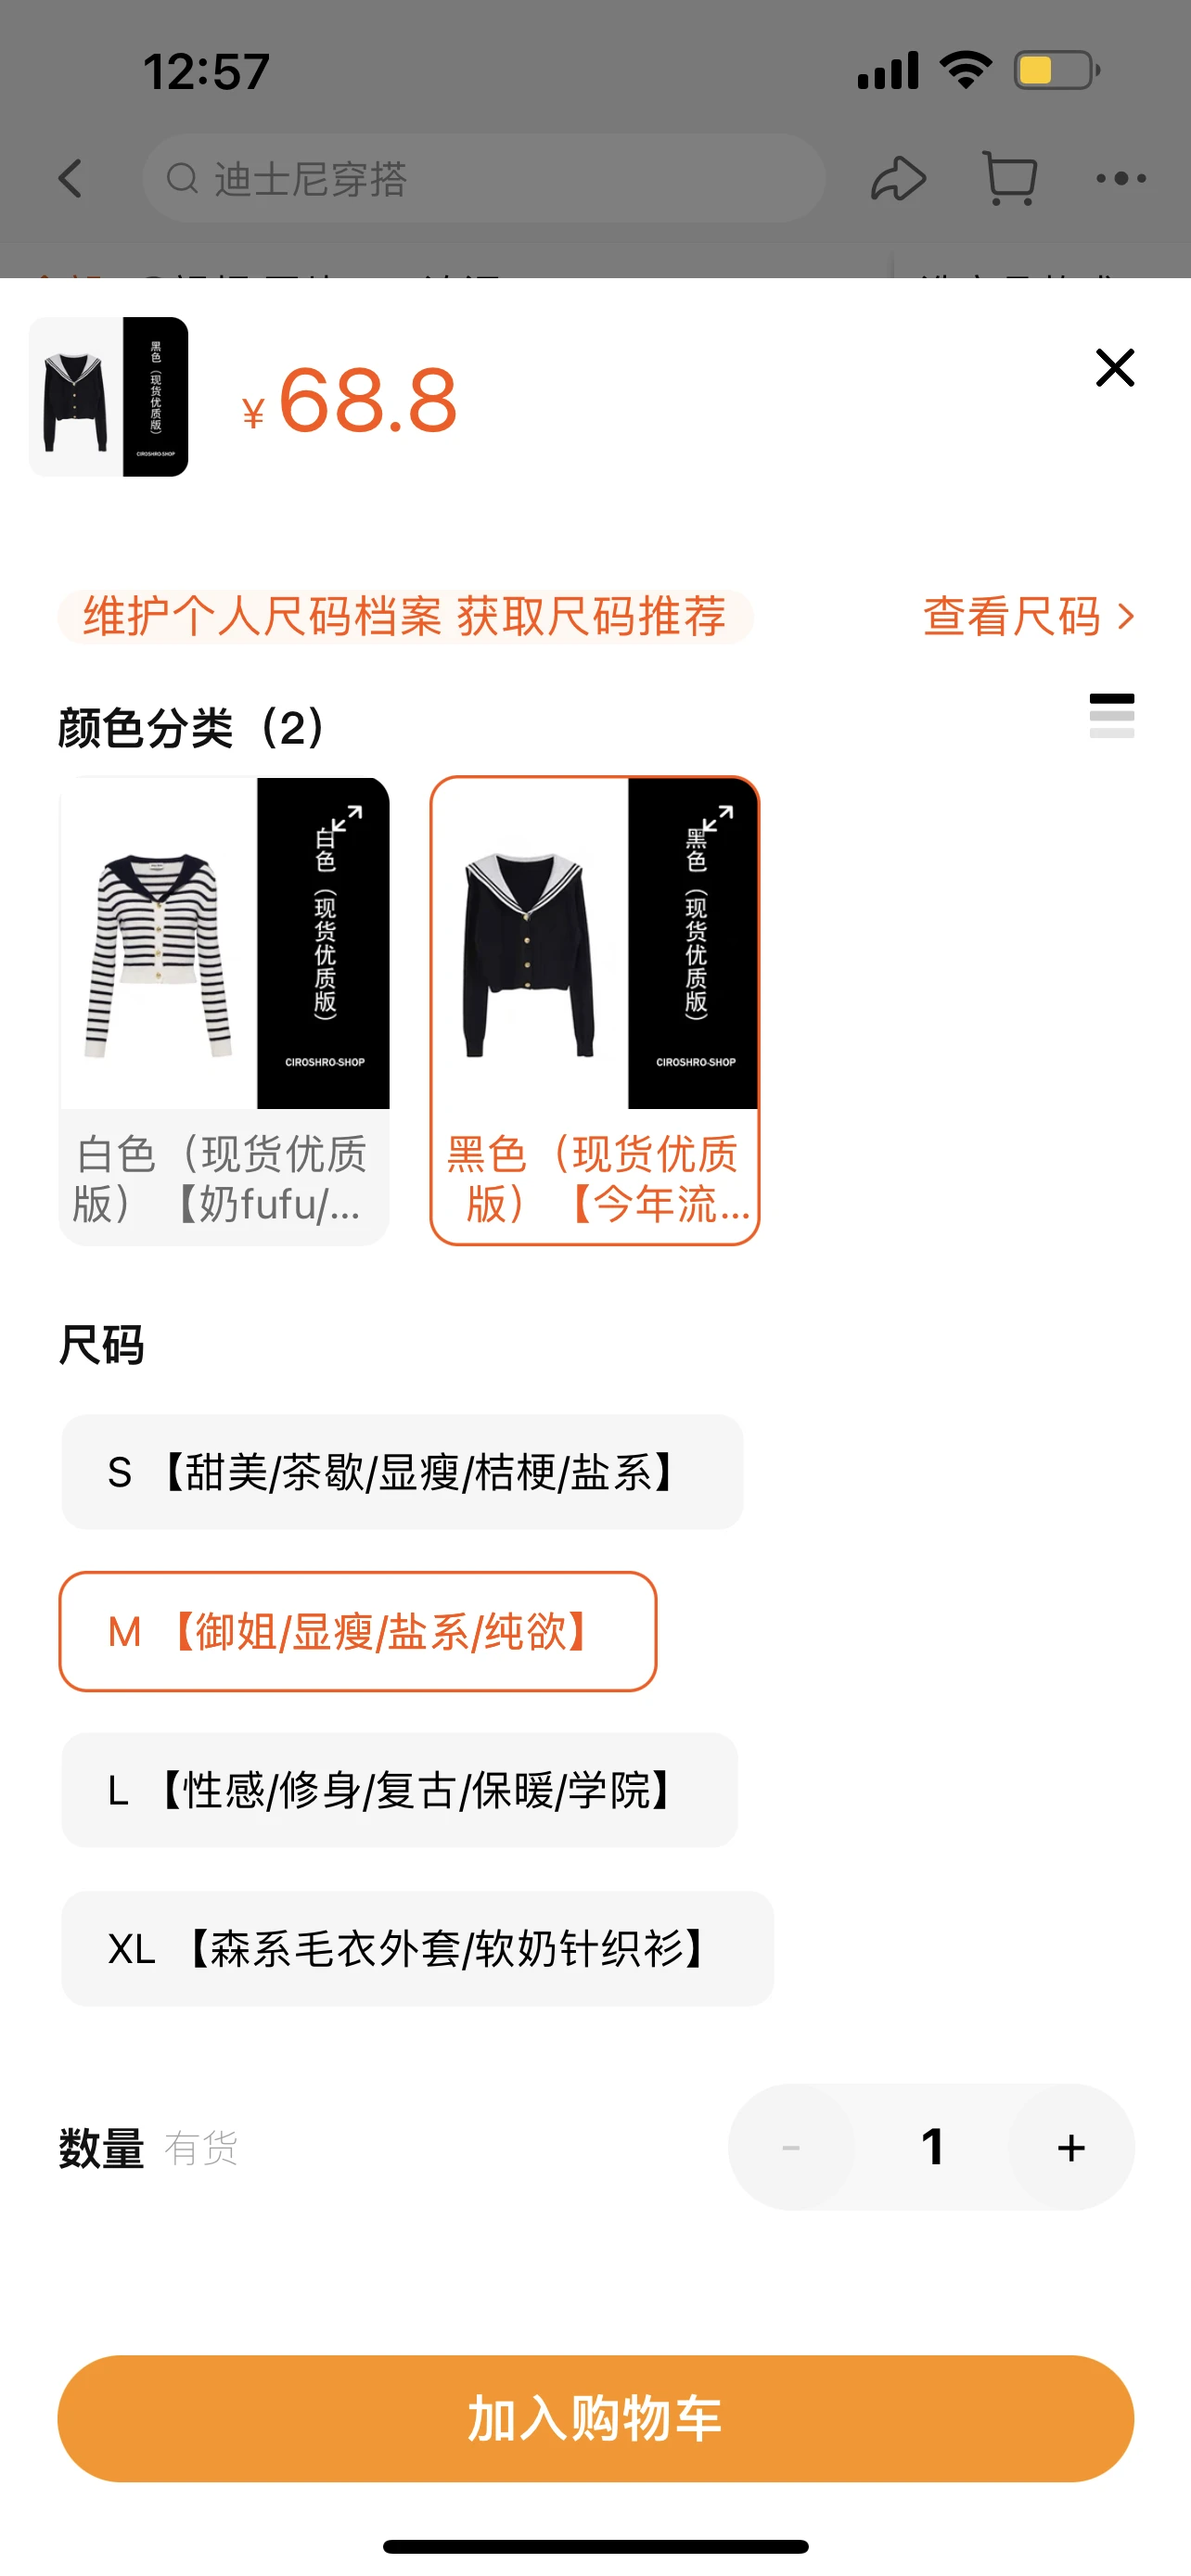 12:57
迪士尼穿搭
黑色（现货优质版）
CIROSHRO-SHOP
¥68.8
维护个人尺码档案 获取尺码推荐
查看尺码
颜色分类（2）
白色（现货优质版）
CIROSHRO-SHOP
黑色（现货优质版）
CIROSHRO-SHOP
白色（现货优质
版）【奶fufu/...
黑色（现货优质
版）【今年流...
尺码
S 【甜美/茶歇/显瘦/桔梗/盐系】
M 【御姐/显瘦/盐系/纯欲】
L 【性感/修身/复古/保暖/学院】
XL 【森系毛衣外套/软奶针织衫】
数量 有货
- 1 +
加入购物车